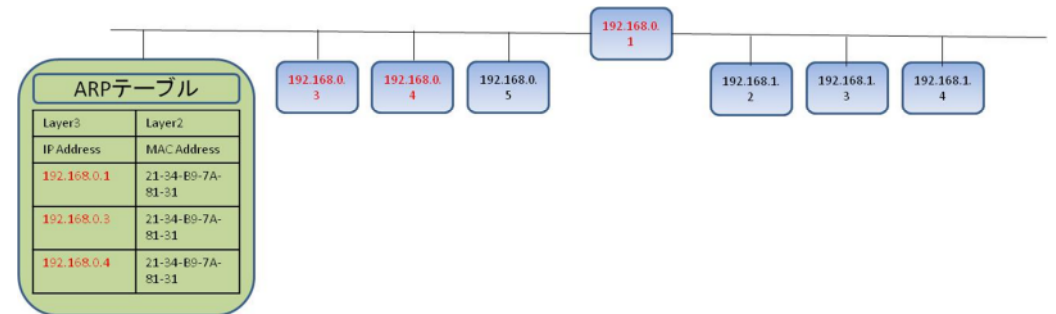 192.168.0.
1
192.168.0.
3
192.168.0.
4
192.168.0.
5
192.168.1.
2
192.168.1.
3
192.168.1.
4
ARPテーブル
Layer3 Layer2
IP Address MAC Address
192.168.0.1 21-34-B9-7A-
81-31
192.168.0.3 21-34-B9-7A-
81-31
192.168.0.4 21-34-B9-7A-
81-31